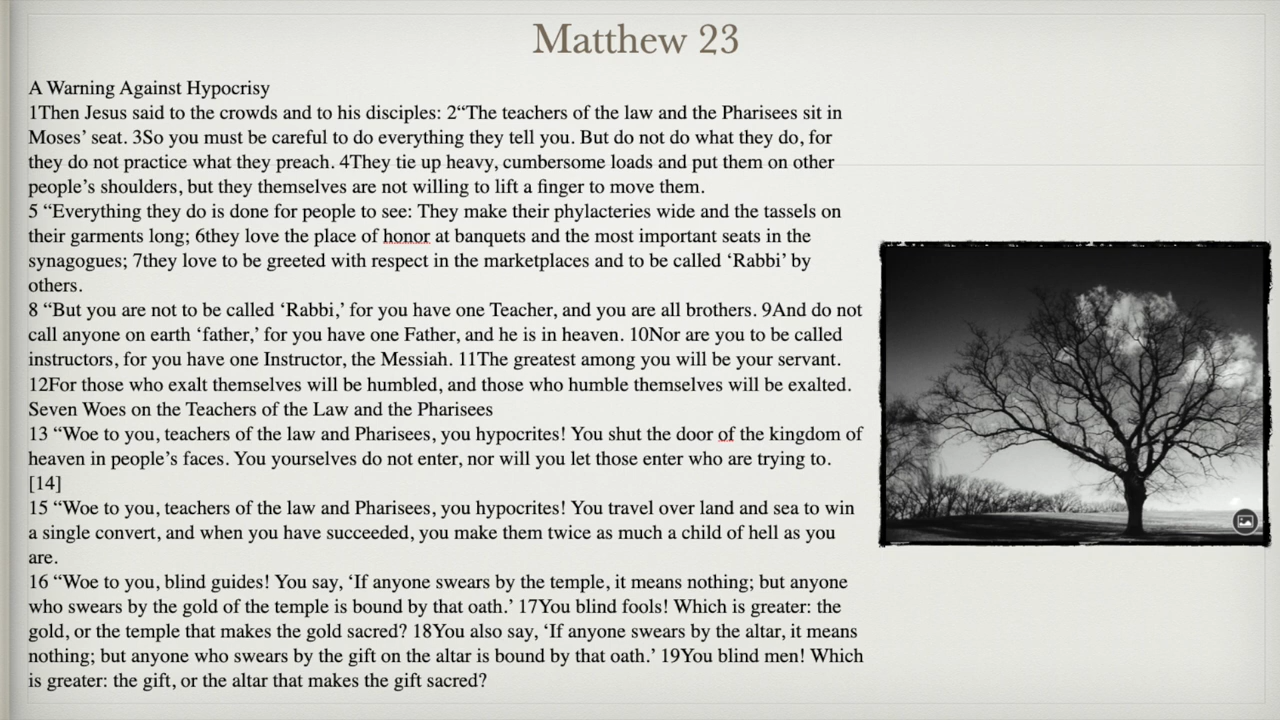 Matthew 23
A Warning Against Hypocrisy
1Then Jesus said to the crowds and to his disciples: 2“The teachers of the law and the Pharisees sit in
Moses’ seat. 3So you must be careful to do everything they tell you. But do not do what they do, for
they do not practice what they preach. 4They tie up heavy, cumbersome loads and put them on other
people’s shoulders, but they themselves are not willing to lift a finger to move them.
5 “Everything they do is done for people to see: They make their phylacteries wide and the tassels on
their garments long; 6they love the place of honor at banquets and the most important seats in the
synagogues; 7they love to be greeted with respect in the marketplaces and to be called ‘Rabbi’ by
others.
8 “But you are not to be called ‘Rabbi,’ for you have one Teacher, and you are all brothers. 9And do not
call anyone on earth ‘father,’ for you have one Father, and he is in heaven. 10Nor are you to be called
instructors, for you have one Instructor, the Messiah. 11The greatest among you will be your servant.
12For those who exalt themselves will be humbled, and those who humble themselves will be exalted.
Seven Woes on the Teachers of the Law and the Pharisees
13 “Woe to you, teachers of the law and Pharisees, you hypocrites! You shut the door of the kingdom of
heaven in people’s faces. You yourselves do not enter, nor will you let those enter who are trying to.
[14]
15 “Woe to you, teachers of the law and Pharisees, you hypocrites! You travel over land and sea to win
a single convert, and when you have succeeded, you make them twice as much a child of hell as you
are.
16 “Woe to you, blind guides! You say, ‘If anyone swears by the temple, it means nothing; but anyone
who swears by the gold of the temple is bound by that oath.’ 17You blind fools! Which is greater: the
gold, or the temple that makes the gold sacred? 18You also say, ‘If anyone swears by the altar, it means
nothing; but anyone who swears by the gift on the altar is bound by that oath.’ 19You blind men! Which
is greater: the gift, or the altar that makes the gift sacred?